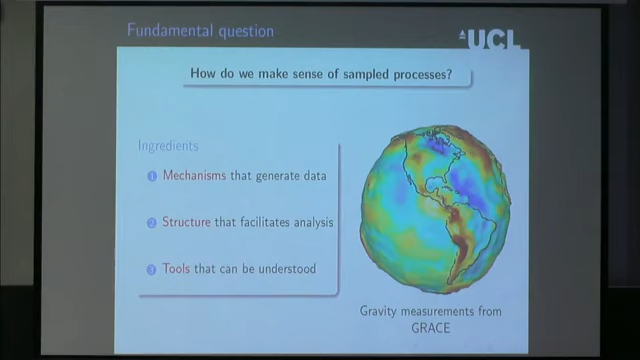 Fundamental question
UCL
How do we make sense of sampled processes?
Ingredients
1 Mechanisms that generate data
2 Structure that facilitates analysis
3 Tools that can be understood
Gravity measurements from
GRACE